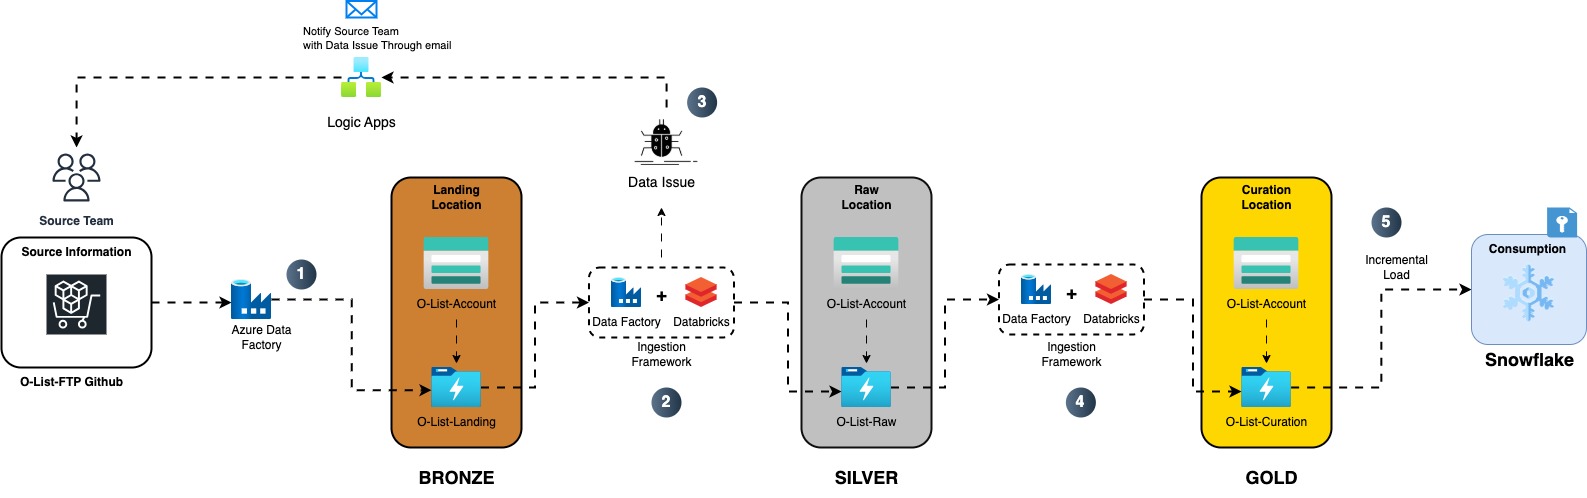 Notify Source Team
with Data Issue Through email
Logic Apps
3
Data Issue
Source Team
Source Information
O-List-FTP Github
1
Azure Data
Factory
Landing
Location
O-List-Account
O-List-Landing
BRONZE
Data Factory
+
Databricks
Ingestion
Framework
2
Raw
Location
O-List-Account
O-List-Raw
SILVER
Data Factory
+
Databricks
Ingestion
Framework
4
Curation
Location
O-List-Account
O-List-Curation
GOLD
5
Incremental
Load
Consumption
Snowflake